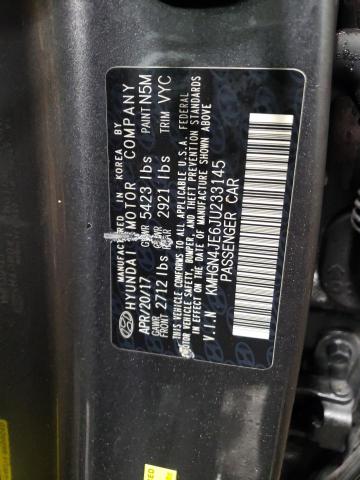 MANUFACTURED IN KOREA BY
HYUNDAI MOTOR COMPANY
APR/20/17 GVWR 5423 lbs PAINT N5M
GAWR FRONT 2712 lbs GAWR REAR 2921 lbs TRIM VYC
THIS VEHICLE CONFORMS TO ALL APPLICABLE U.S.A. FEDERAL
MOTOR VEHICLE SAFETY, BUMPER, AND THEFT PREVENTION
STANDARDS IN EFFECT ON THE DATE OF MANUFACTURE
SHOWN ABOVE.
V.I.N : KMHGN4JE6JU233145
PASSENGER CAR